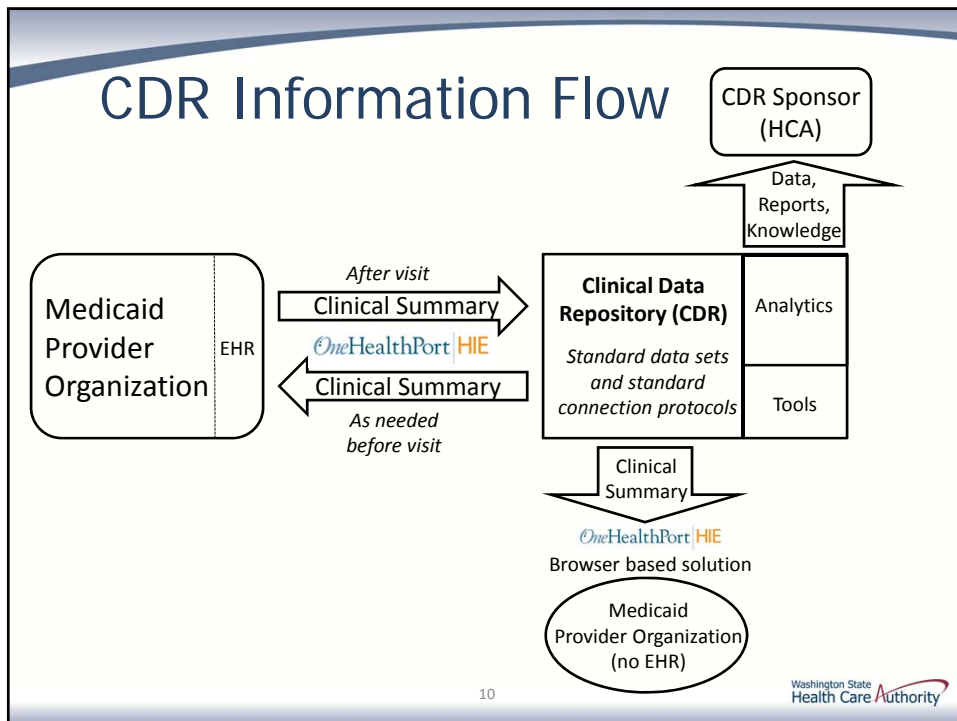 CDR Information Flow
CDR Sponsor
(HCA)
Data,
Reports,
Knowledge
Medicaid
Provider
Organization
EHR
After visit
Clinical Summary
OneHealthPort HIE
Clinical Summary
As needed
before visit
Clinical Data
Repository (CDR)
Standard data sets
and standard
connection protocols
Analytics
Tools
Clinical
Summary
OneHealthPort HIE
Browser based solution
Medicaid
Provider Organization
(no EHR)
10
Washington State
Health Care Authority